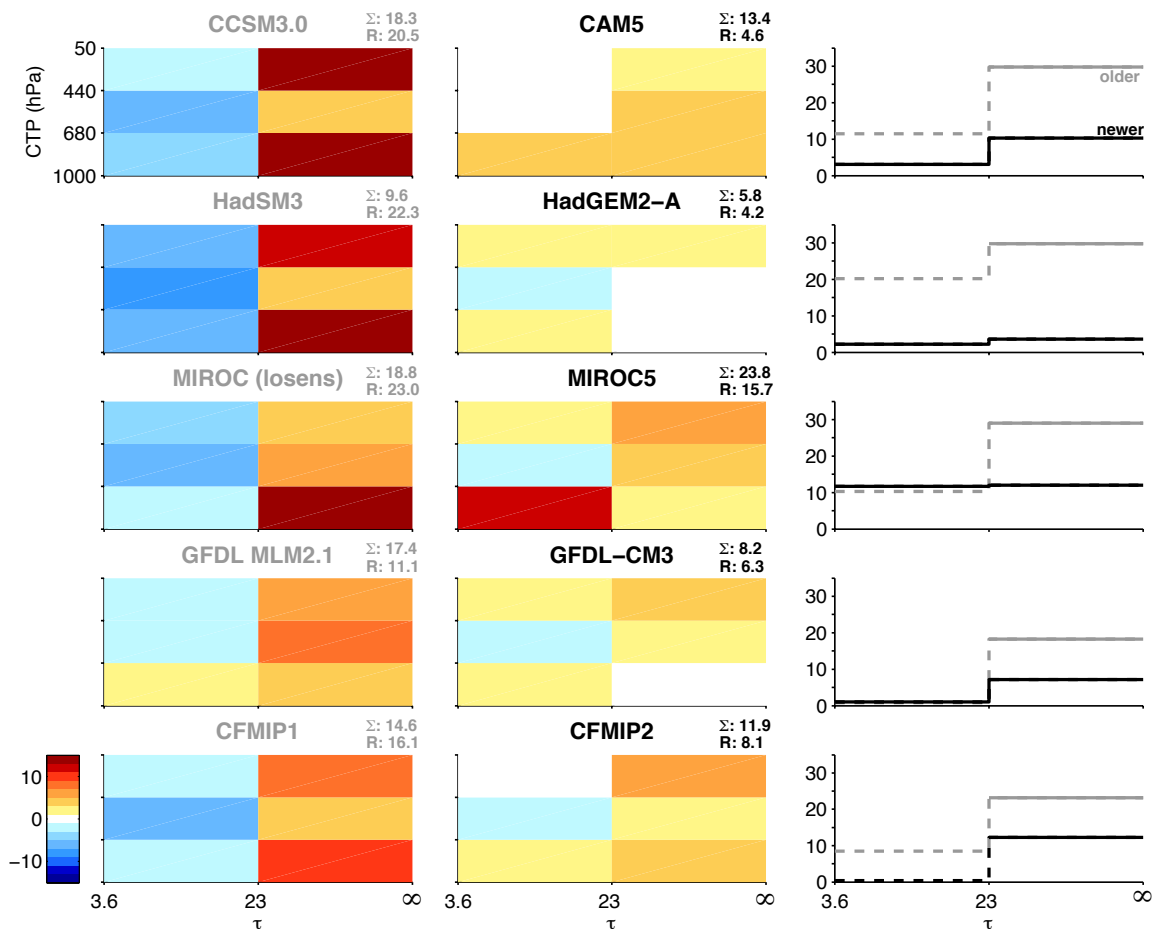 CCSM3.0
Σ: 18.3
R: 20.5
CAM5
Σ: 13.4
R: 4.6
50
440
680
1000
CTP (hPa)
30
25
20
15
10
5
0
older
newer
HadSM3
Σ: 9.6
R: 22.3
HadGEM2−A
Σ: 5.8
R: 4.2
30
20
10
0
MIROC (losens)
Σ: 18.8
R: 23.0
MIROC5
Σ: 23.8
R: 15.7
30
20
10
0
GFDL MLM2.1
Σ: 17.4
R: 11.1
GFDL−CM3
Σ: 8.2
R: 6.3
30
20
10
0
CFMIP1
Σ: 14.6
R: 16.1
CFMIP2
Σ: 11.9
R: 8.1
30
20
10
0
10
0
−10
3.6 23 ∞
τ
3.6 23 ∞
τ
3.6 23 ∞
τ